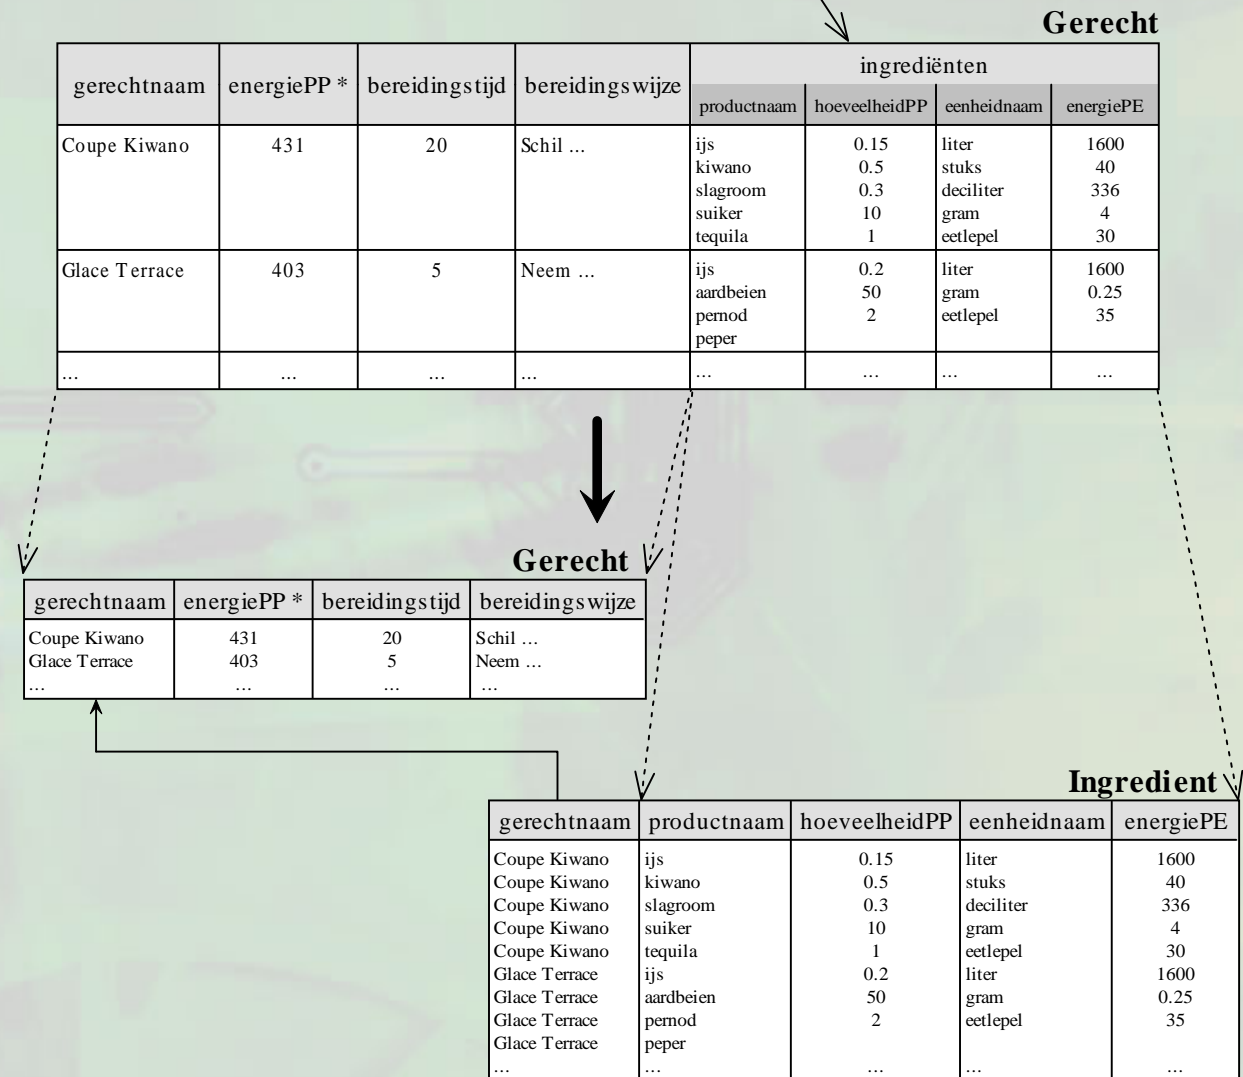 Gerecht
gerechtnaam energiePP * bereidingstijd bereidingswijze ingrediënten
productnaam hoeveelheidPP eenheidnaam energiePE
Coupe Kiwano 431 20 Schil ... ijs 0.15 liter 1600
kiwano 0.5 stuks 40
slagroom 0.3 deciliter 336
suiker 10 gram 4
tequila 1 eetlepel 30
Glace Terrace 403 5 Neem ... ijs 0.2 liter 1600
aardbeien 50 gram 0.25
pernod 2 eetlepel 35
peper
... ... ... ... ... ... ... ...
Gerecht
gerechtnaam energiePP * bereidingstijd bereidingswijze
Coupe Kiwano 431 20 Schil ...
Glace Terrace 403 5 Neem ...
... ... ... ...
Ingredient
gerechtnaam productnaam hoeveelheidPP eenheidnaam energiePE
Coupe Kiwano ijs 0.15 liter 1600
Coupe Kiwano kiwano 0.5 stuks 40
Coupe Kiwano slagroom 0.3 deciliter 336
Coupe Kiwano suiker 10 gram 4
Coupe Kiwano tequila 1 eetlepel 30
Glace Terrace ijs 0.2 liter 1600
Glace Terrace aardbeien 50 gram 0.25
Glace Terrace pernod 2 eetlepel 35
Glace Terrace peper
... ... ... ... ...